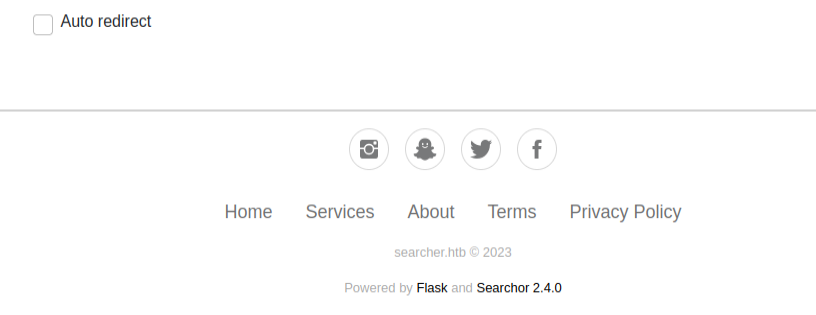 Auto redirect
Home Services About Terms Privacy Policy
searcher.htb © 2023
Powered by Flask and Searchor 2.4.0